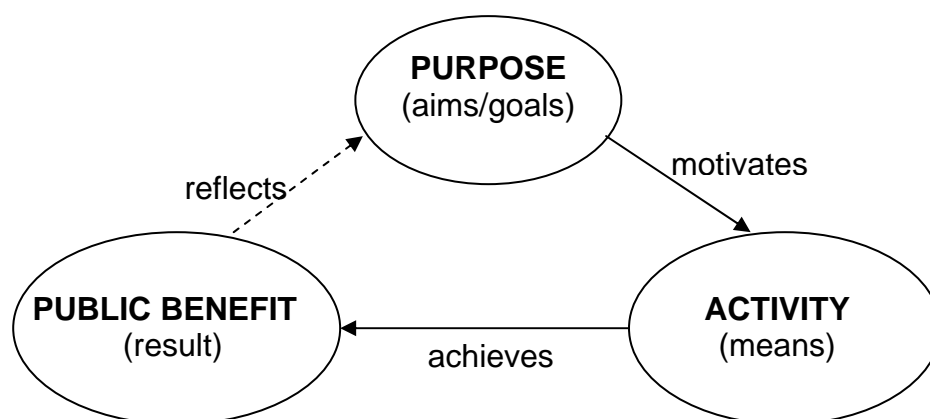 PURPOSE
(aims/goals)
motivates
reflects
PUBLIC BENEFIT
(result)
ACTIVITY
(means)
achieves